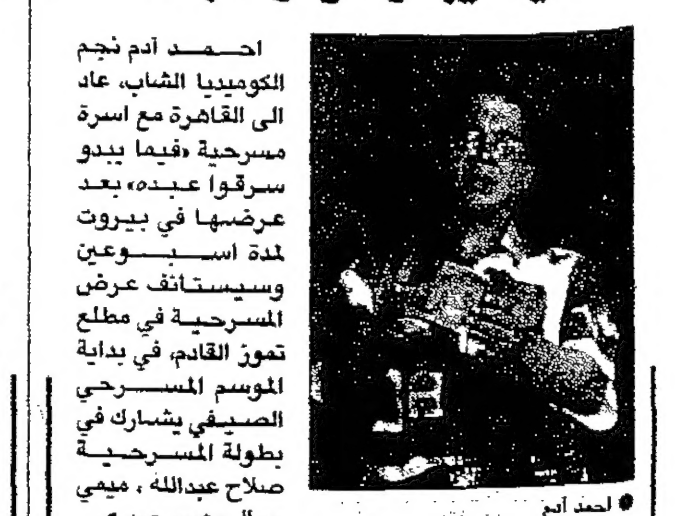 احمد آدم نجم
الكوميديا الشاب، عاد
الى القاهرة مع اسرة
مسرحية «فيما يبدو
سرقوا عبده» بعد
عرضها في بيروت
لمدة اسبوعين
وسيستانف عرض
المسرحية في مطلع
تموز القادم، في بداية
الموسم المسرحي
الصيفي يشارك في
بطولة المسرحية
صلاح عبدالله ، ميمي
احمد آدم